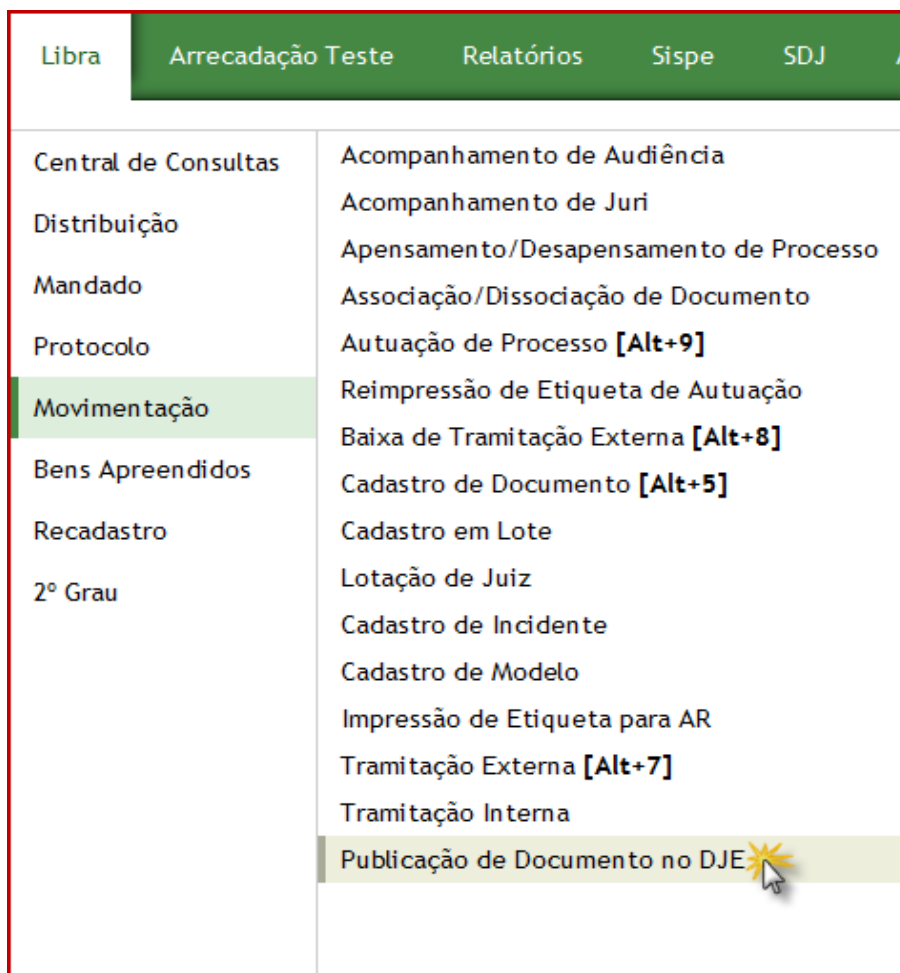 Libra Arrecadação Teste Relatórios Sispe SDJ
Central de Consultas
Distribuição
Mandado
Protocolo
Movimentação
Bens Apreendidos
Recadastro
2º Grau
Acompanhamento de Audiência
Acompanhamento de Juri
Apensamento/Desapensamento de Processo
Associação/Dissociação de Documento
Autuação de Processo [Alt+9]
Reimpressão de Etiqueta de Autuação
Baixa de Tramitação Externa [Alt+8]
Cadastro de Documento [Alt+5]
Cadastro em Lote
Lotação de Juiz
Cadastro de Incidente
Cadastro de Modelo
Impressão de Etiqueta para AR
Tramitação Externa [Alt+7]
Tramitação Interna
Publicação de Documento no DJE